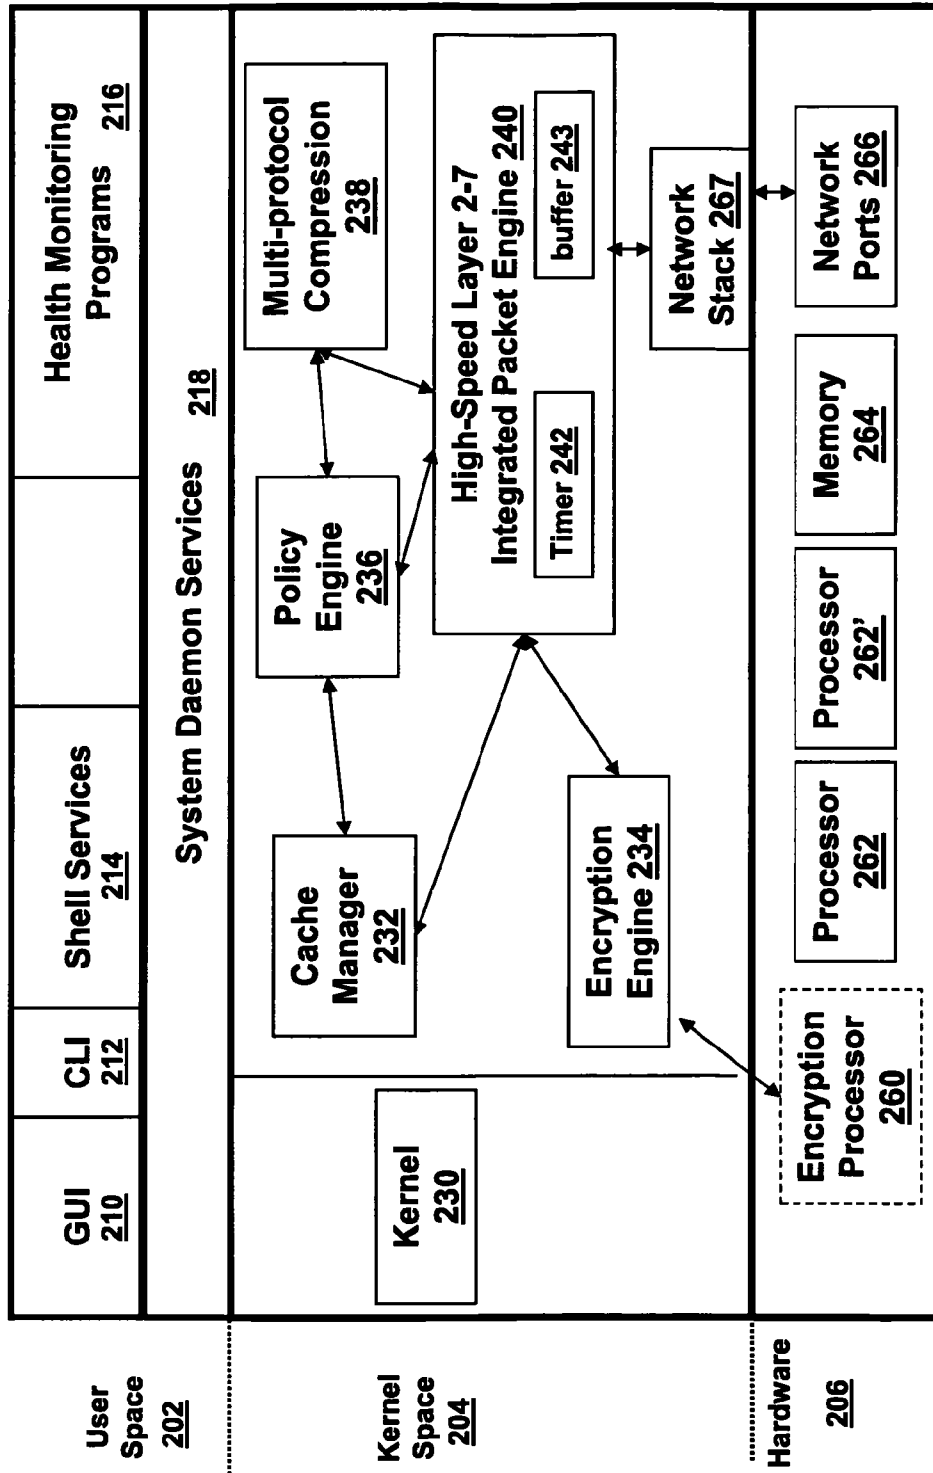 User
Space
202
GUI
210
CLI
212
Shell Services
214
Health Monitoring
Programs
216
System Daemon Services 218
Kernel
Space
204
Kernel
230
Cache
Manager
232
Policy
Engine
236
Multi-protocol
Compression
238
High-Speed Layer 2-7
Integrated Packet Engine 240
Timer 242
buffer 243
Encryption
Engine 234
Network
Stack 267
Hardware
206
Encryption
Processor
260
Processor
262
Processor
262'
Memory
264
Network
Ports 266